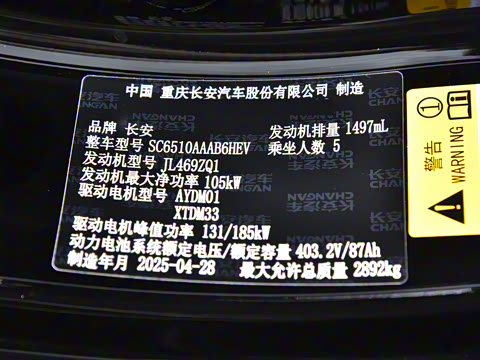 中国 重庆长安汽车股份有限公司 制造
品牌 长安
发动机排量 1497mL
整车型号 SC6510AAAB6HEV
乘坐人数 5
发动机型号 JL469ZQ1
发动机最大净功率 105kW
驱动电机型号 AYDM01
XTDM33
驱动电机峰值功率 131/185kW
动力电池系统额定电压/额定容量 403.2V/87Ah
制造年月 2025-04-28
最大允许总质量 2892kg
警告
WARNING
长安汽车
CHANGAN